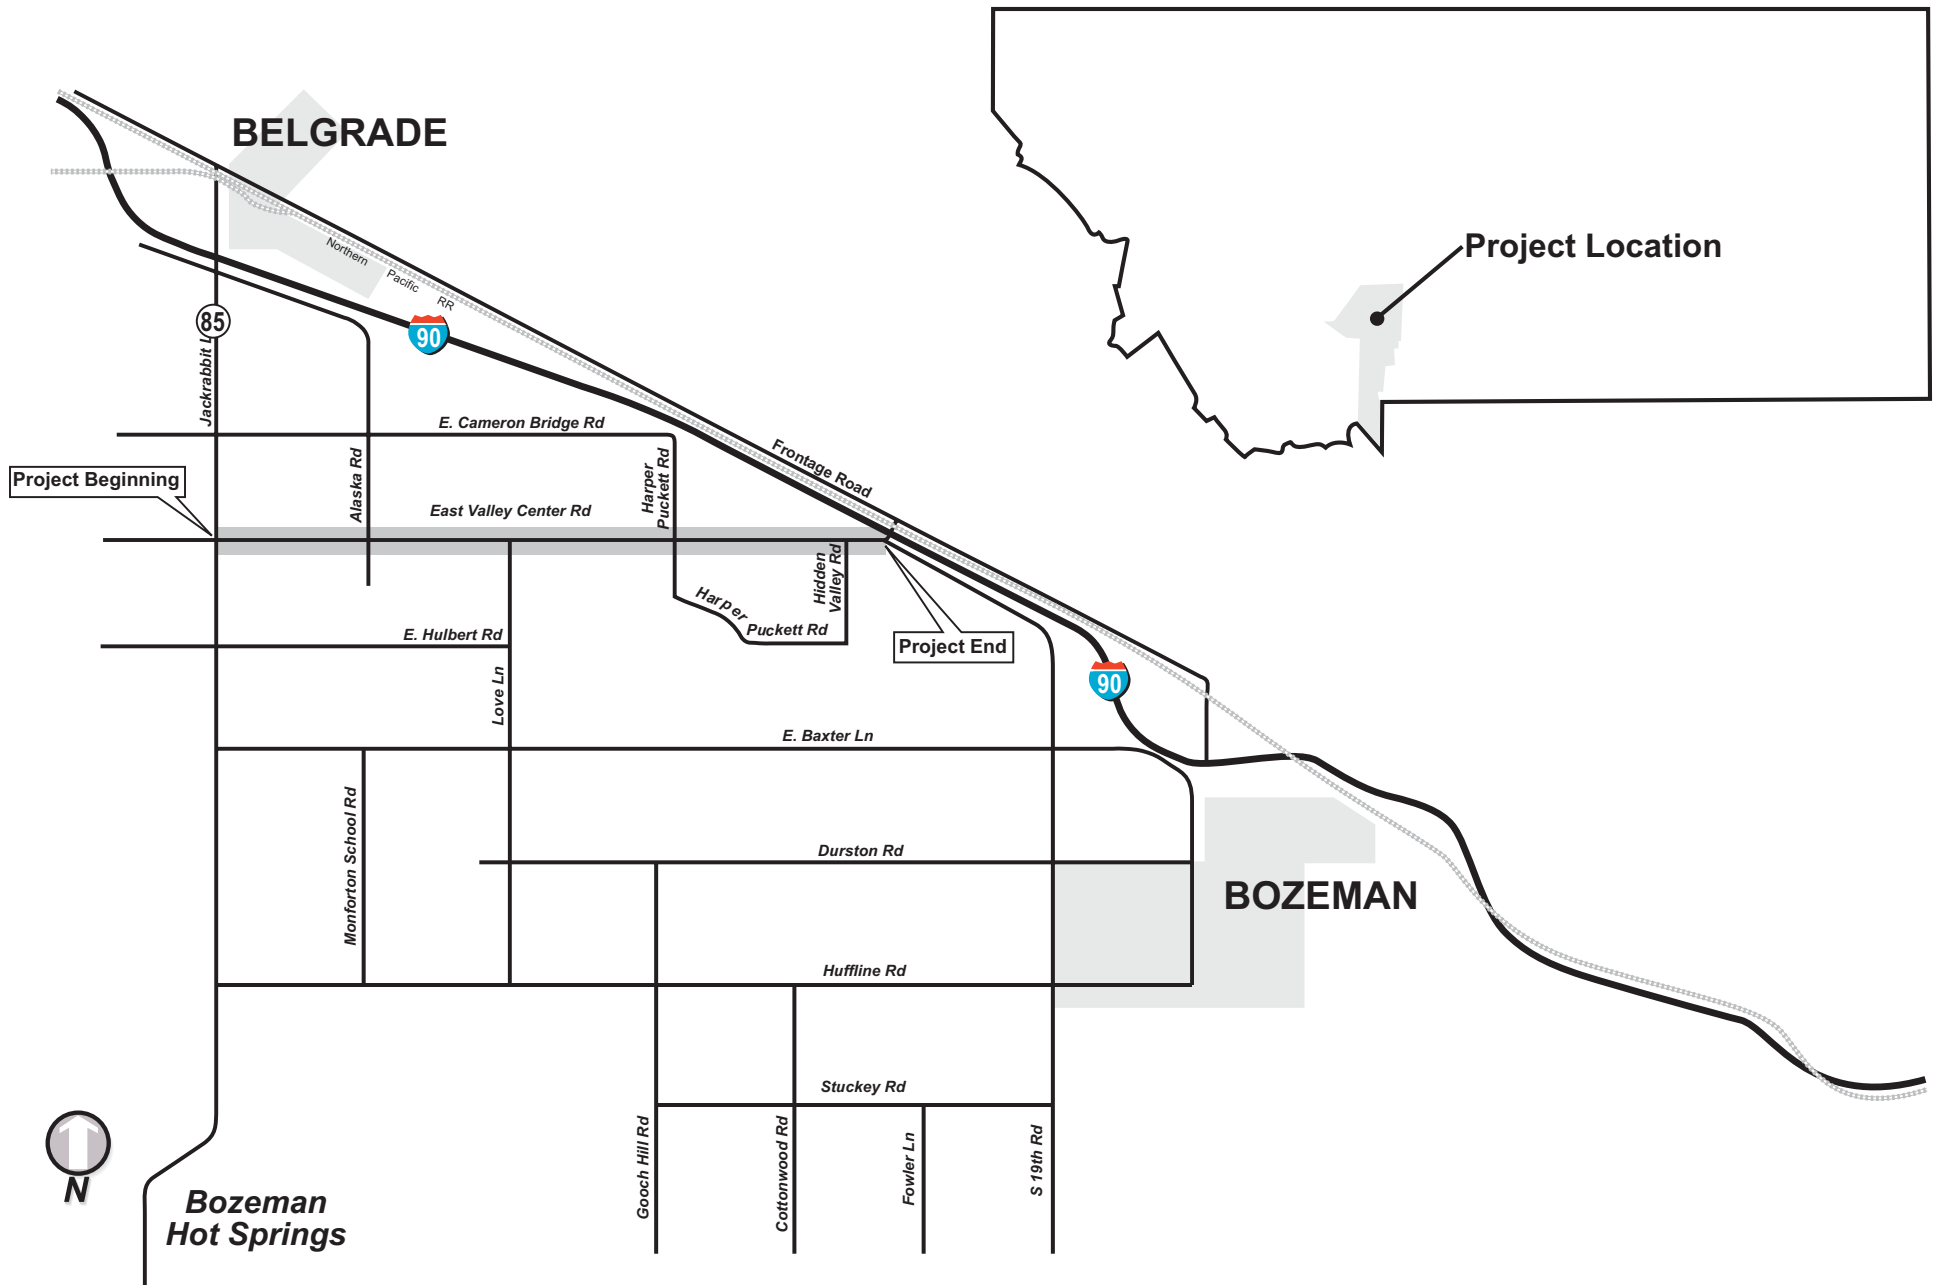 BELGRADE
Northern
Pacific
RR
Project Location
85
90
Jackrabbit L
E. Cameron Bridge Rd
Frontage Road
Project Beginning
Alaska Rd
East Valley Center Rd
Harper
Puckett Rd
Hidden
Valley Rd
Harper
Puckett Rd
Project End
E. Hulbert Rd
Love Ln
90
E. Baxter Ln
Monforton School Rd
Durston Rd
BOZEMAN
Huffline Rd
Stuckey Rd
Gooch Hill Rd
Cottonwood Rd
Fowler Ln
S 19th Rd
N
Bozeman
Hot Springs